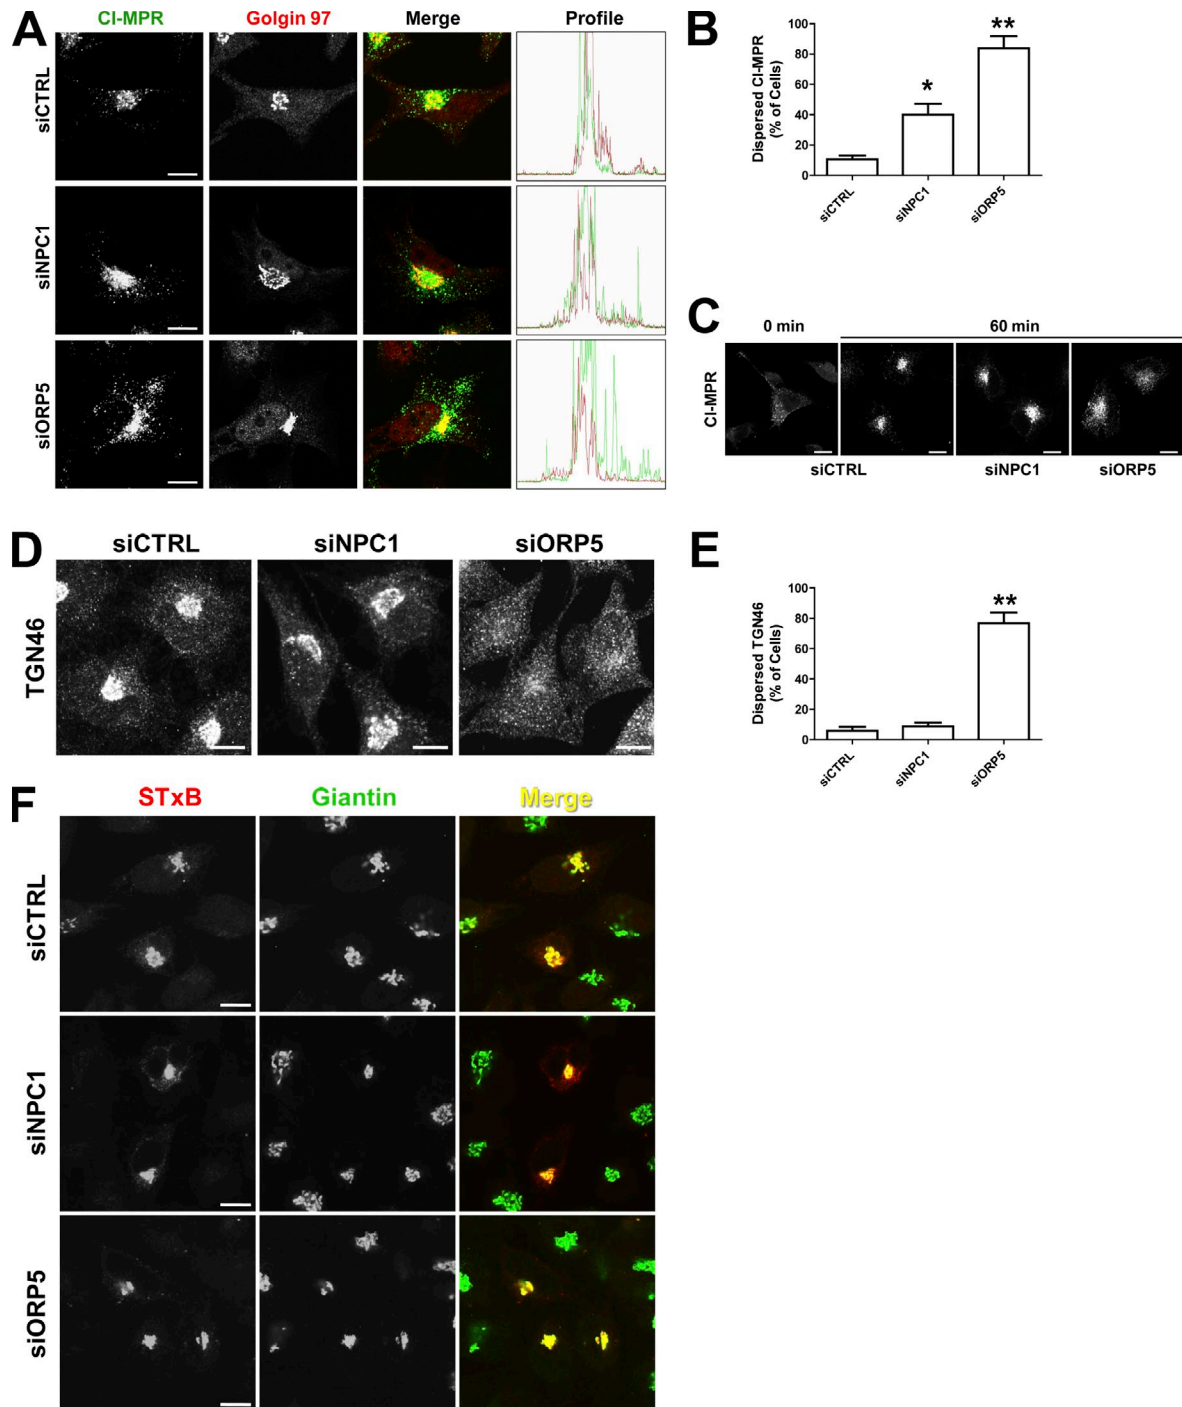 A
CI-MPR Golgin 97 Merge Profile
siCTRL
siNPC1
siORP5
B
Dispersed CI-MPR
(% of Cells)
100
80
60
40
20
0
*
**
siCTRL siNPC1 siORP5
C
0 min 60 min
CI-MPR
siCTRL siNPC1 siORP5
D
siCTRL siNPC1 siORP5
TGN46
E
Dispersed TGN46
(% of Cells)
100
80
60
40
20
0
**
siCTRL siNPC1 siORP5
F
STxB Giantin Merge
siCTRL
siNPC1
siORP5